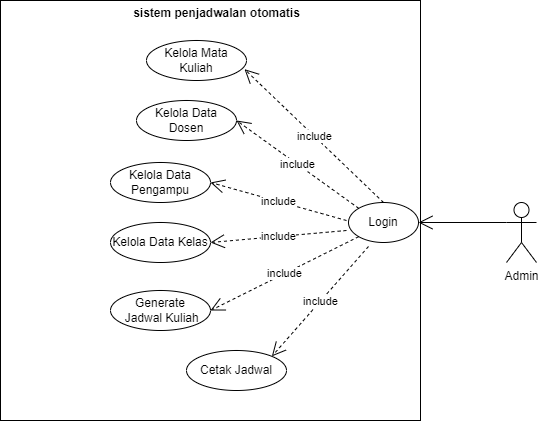 sistem penjadwalan otomatis
Kelola Mata
Kuliah
Kelola Data
Dosen
include
include
Kelola Data
Pengampu
include
Login
include
Kelola Data Kelas
include
Admin
Generate
Jadwal Kuliah
include
Cetak Jadwal